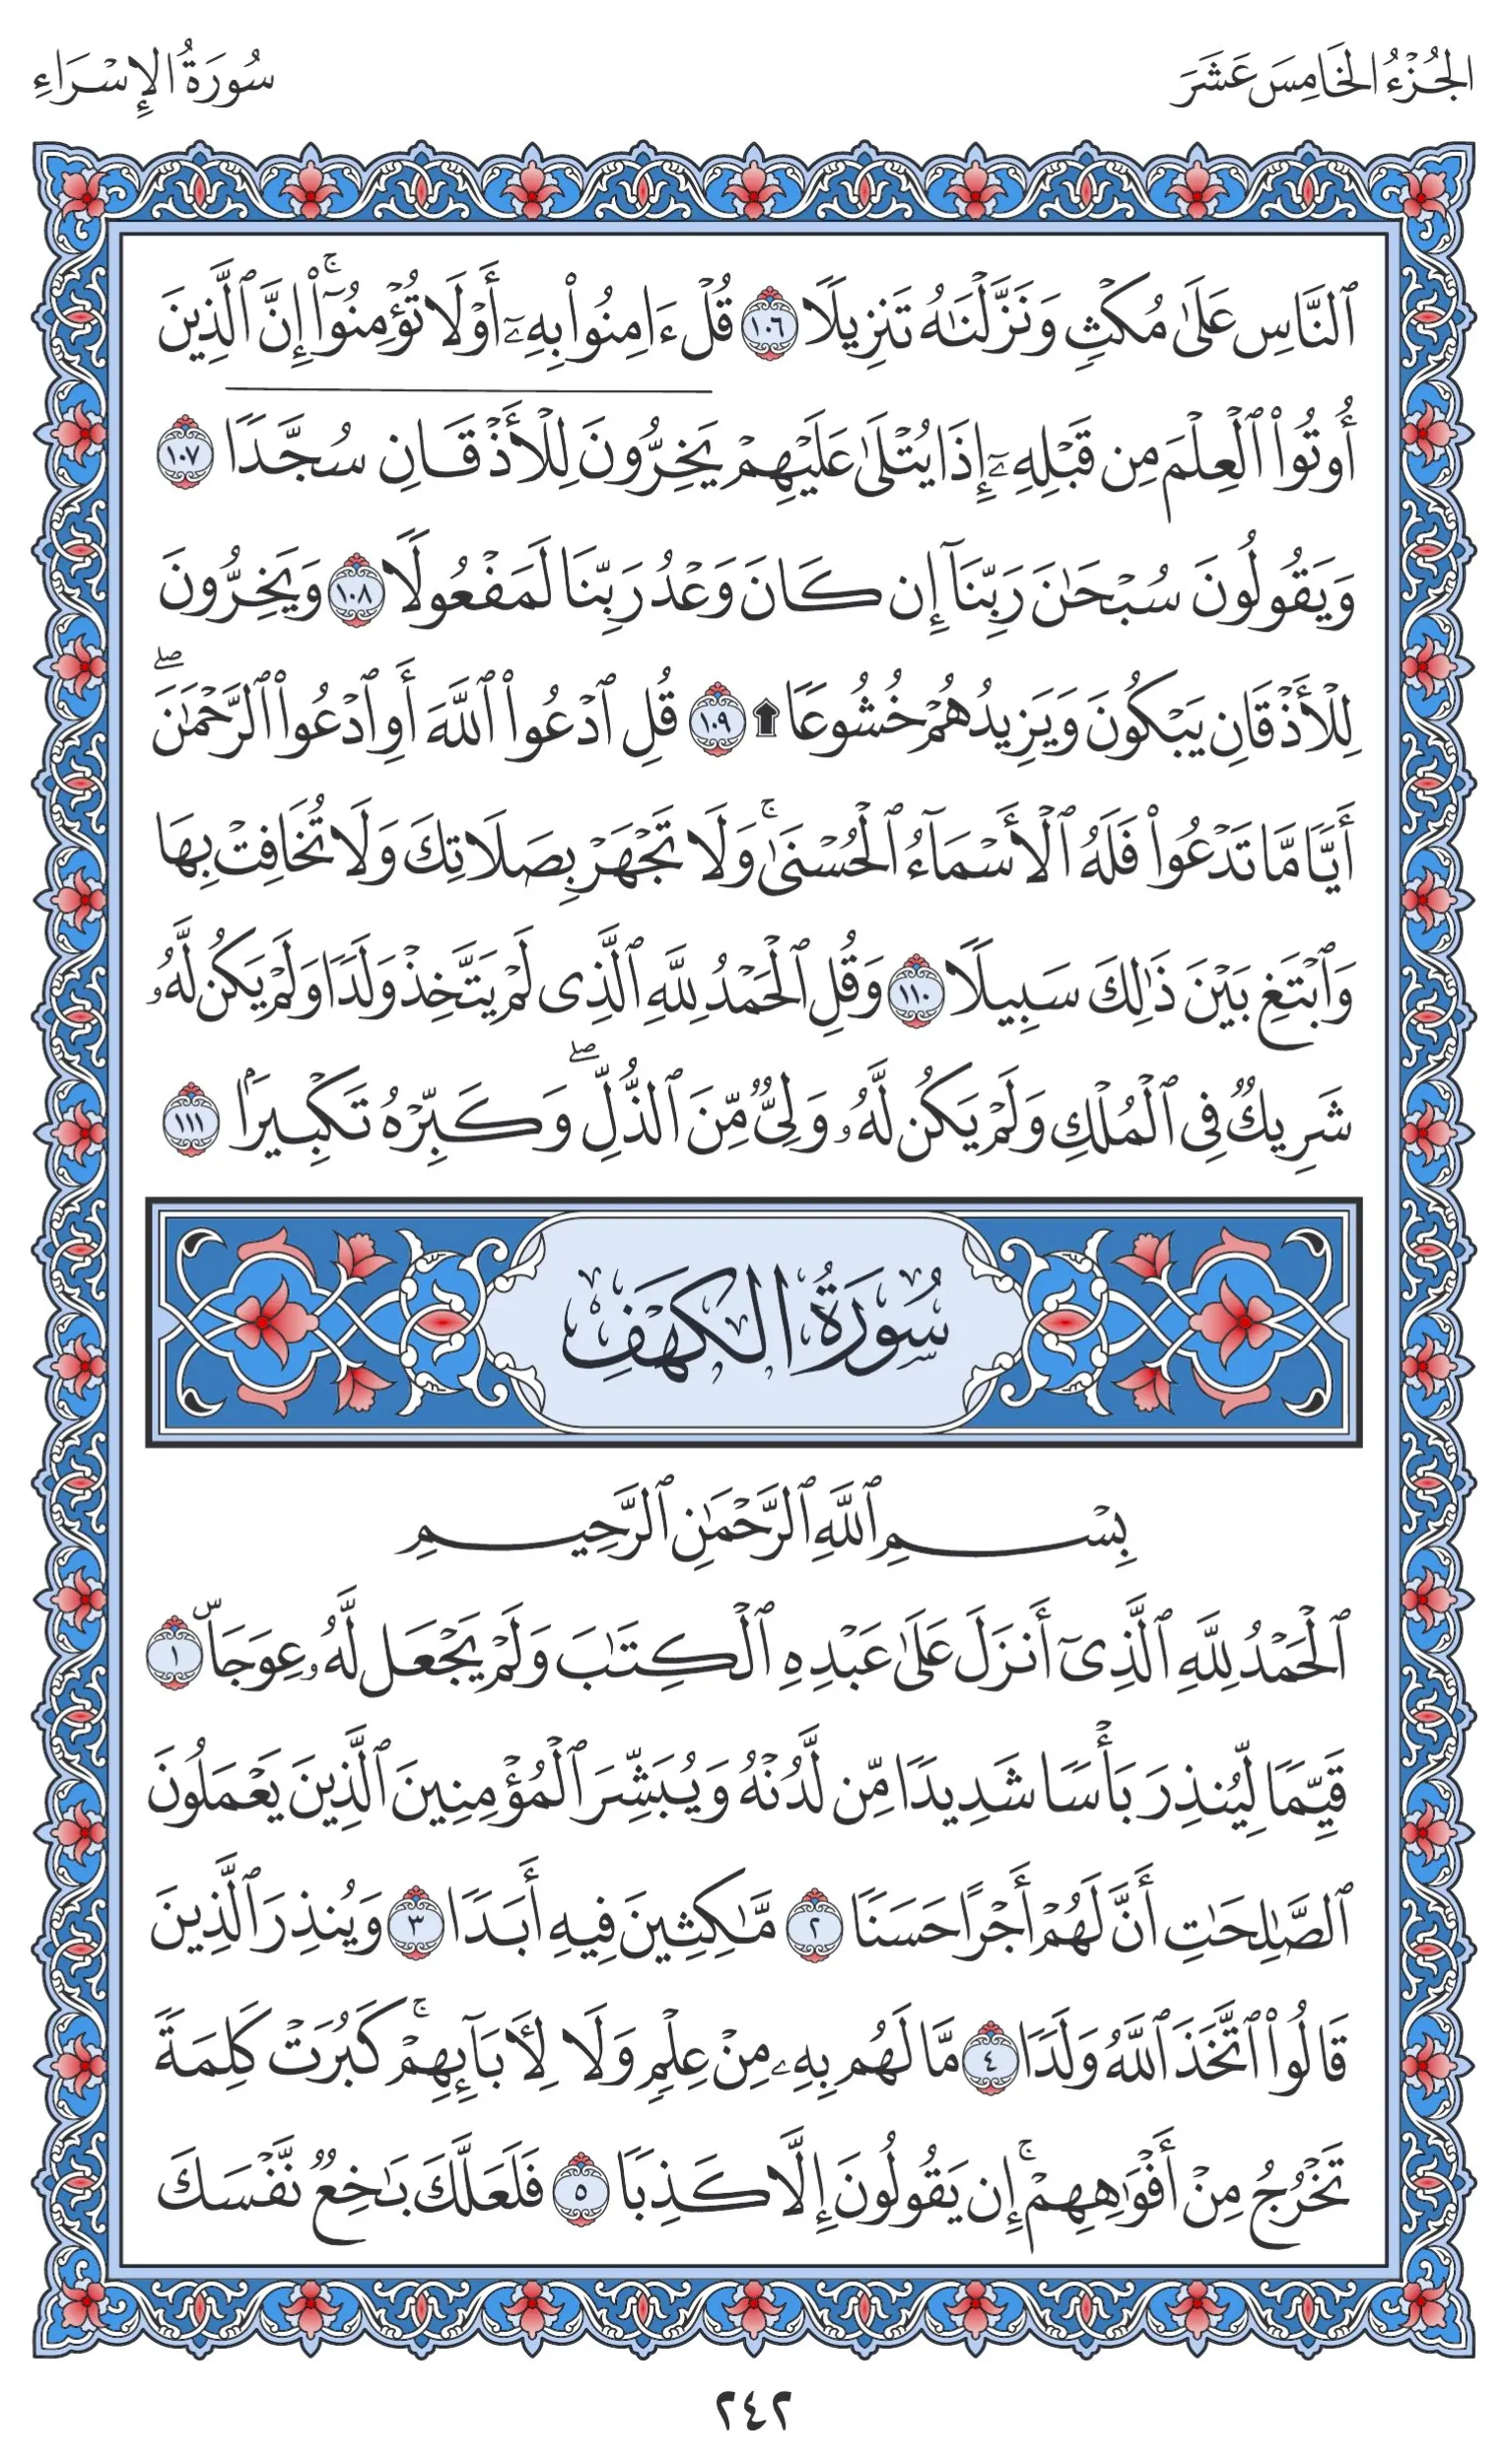 الجُزْءُ الخَامِسَ عَشَرَ
سُورَةُ الإِسْرَاءِ
ٱلنَّاسِ عَلَىٰ مُكْثٍ وَنَزَّلْنَٰهُ تَنزِيلًا ١٠٦ قُلْ ءَامِنُوا۟ بِهِۦٓ أَوْ لَا تُؤْمِنُوٓا۟ ۚ إِنَّ ٱلَّذِينَ
أُوتُوا۟ ٱلْعِلْمَ مِن قَبْلِهِۦٓ إِذَا يُتْلَىٰ عَلَيْهِمْ يَخِرُّونَ لِلْأَذْقَانِ سُجَّدًا ١٠٧
وَيَقُولُونَ سُبْحَٰنَ رَبِّنَآ إِن كَانَ وَعْدُ رَبِّنَا لَمَفْعُولًا ١٠٨ وَيَخِرُّونَ
لِلْأَذْقَانِ يَبْكُونَ وَيَزِيدُهُمْ خُشُوعًا ١٠٩ قُلِ ٱدْعُوا۟ ٱللَّهَ أَوِ ٱدْعُوا۟ ٱلرَّحْمَٰنَ ۖ
أَيًّا مَّا تَدْعُوا۟ فَلَهُ ٱلْأَسْمَآءُ ٱلْحُسْنَىٰ ۚ وَلَا تَجْهَرْ بِصَلَاتِكَ وَلَا تُخَافِتْ بِهَا
وَٱبْتَغِ بَيْنَ ذَٰلِكَ سَبِيلًا ١١٠ وَقُلِ ٱلْحَمْدُ لِلَّهِ ٱلَّذِى لَمْ يَتَّخِذْ وَلَدًا وَلَمْ يَكُن لَّهُۥ
شَرِيكٌ فِى ٱلْمُلْكِ وَلَمْ يَكُن لَّهُۥ وَلِىٌّ مِّنَ ٱلذُّلِّ ۖ وَكَبِّرْهُ تَكْبِيرًۢا ١١١
سُورَةُ الكَهْفِ
بِسْمِ ٱللَّهِ ٱلرَّحْمَٰنِ ٱلرَّحِيمِ
ٱلْحَمْدُ لِلَّهِ ٱلَّذِىٓ أَنزَلَ عَلَىٰ عَبْدِهِ ٱلْكِتَٰبَ وَلَمْ يَجْعَل لَّهُۥ عِوَجَا ۜ ١
قَيِّمًا لِّيُنذِرَ بَأْسًا شَدِيدًا مِّن لَّدُنْهُ وَيُبَشِّرَ ٱلْمُؤْمِنِينَ ٱلَّذِينَ يَعْمَلُونَ
ٱلصَّٰلِحَٰتِ أَنَّ لَهُمْ أَجْرًا حَسَنًا ٢ مَّٰكِثِينَ فِيهِ أَبَدًا ٣ وَيُنذِرَ ٱلَّذِينَ
قَالُوا۟ ٱتَّخَذَ ٱللَّهُ وَلَدًا ٤ مَّا لَهُم بِهِۦ مِنْ عِلْمٍ وَلَا لِـَٔابَآئِهِمْ ۚ كَبُرَتْ كَلِمَةً
تَخْرُجُ مِنْ أَفْوَٰهِهِمْ ۚ إِن يَقُولُونَ إِلَّا كَذِبًا ٥ فَلَعَلَّكَ بَٰخِعٌ نَّفْسَكَ
٢٤٢